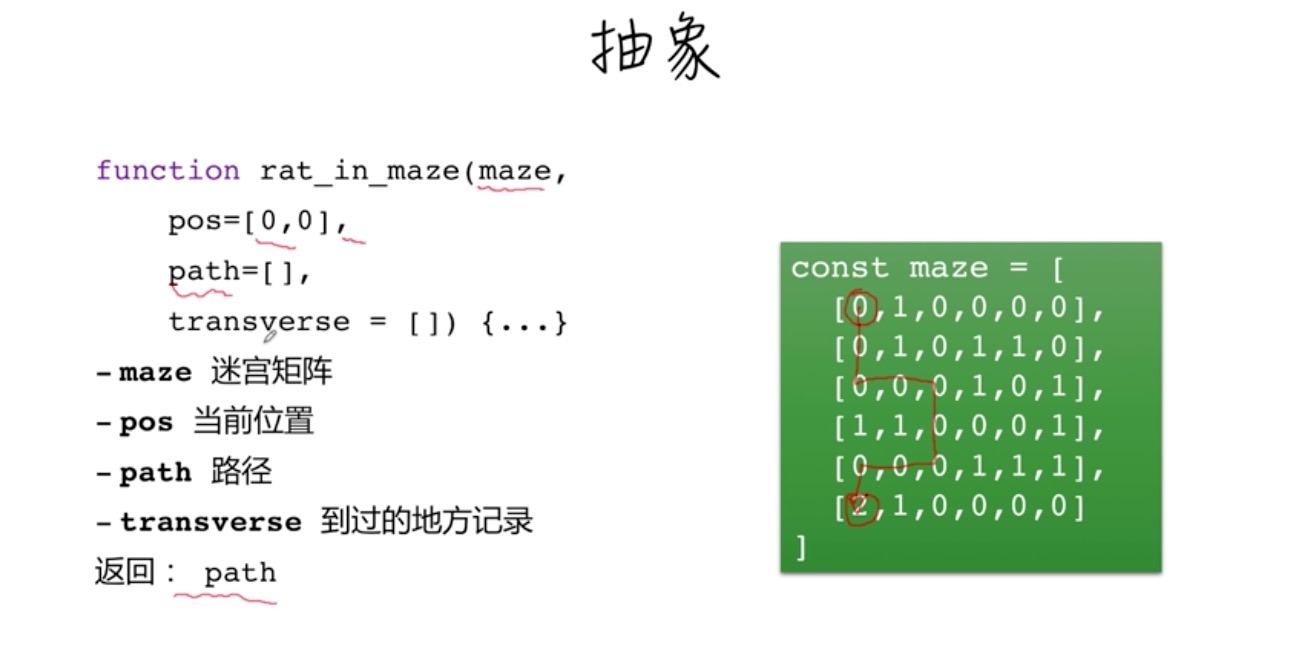 抽象
function rat_in_maze(maze,
pos=[0,0],
path=[],
transverse = []) {...}
– maze 迷宫矩阵
– pos 当前位置
– path 路径
– transverse 到过的地方记录
返回： path
const maze = [
[0,1,0,0,0,0],
[0,1,0,1,1,0],
[0,0,0,1,0,1],
[1,1,0,0,0,1],
[0,0,0,1,1,1],
[2,1,0,0,0,0]
]